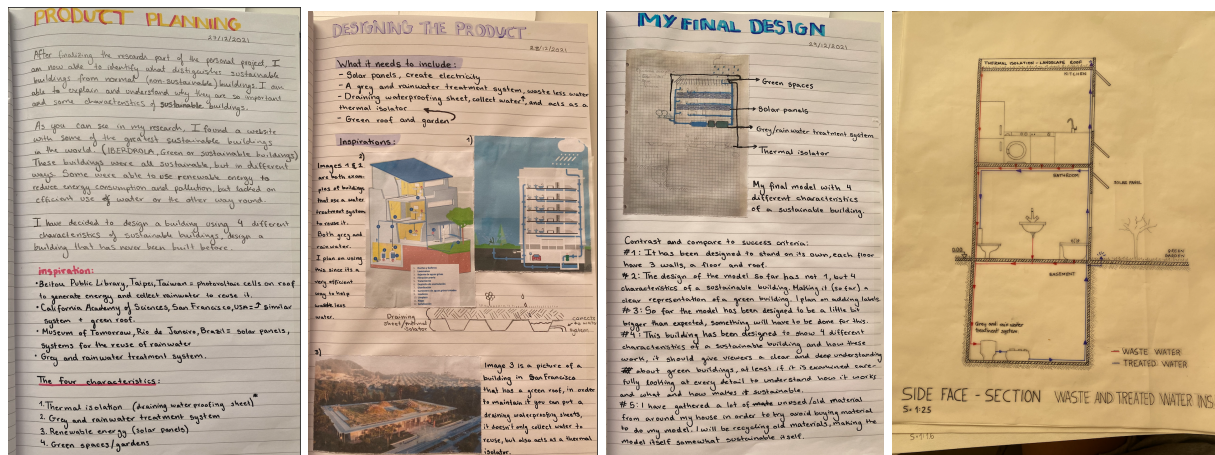 PRODUCT PLANNING
27/12/2021
After finalizing the research part of the personal project, I
am now able to identify what distinguishes sustainable
buildings from normal (non-sustainable) buildings. I am
able to explain and understand why they are so important
and some characteristics of sustainable buildings.
As you can see in my research, I found a website
with some of the greatest sustainable buildings
in the world. (IBERDROLA, Green or sustainable buildings)
These buildings were all sustainable, but in different
ways. Some were able to use renewable energy to
reduce energy consumption and pollution, but lacked on
efficient use of water or the other way round.
I have decided to design a building using 4 different
characteristics of sustainable buildings, design a
building that has never been built before.
inspiration:
• Beitou Public Library, Taipei, Taiwan = photovoltaic cells on roof
to generate energy and collect rainwater to reuse it.
• California Academy of Sciences, San Francisco, USA = similar
system + green roof.
• Museum of Tomorrow, Rio de Janeiro, Brasil = Solar panels,
systems for the reuse of rainwater
• Gray and rainwater treatment system.
The four characteristics:
1. Thermal isolation (draining waterproofing sheet)*
2. Grey and rainwater treatment system
3. Renewable energy (solar panels)
4. Green spaces/gardens
DESIGNING THE PRODUCT
28/12/2021
What it needs to include:
- Solar panels, create electricity
- A grey and rainwater treatment system, waste less water
- Draining waterproofing sheet, collect water, and acts as a
thermal isolator
- Green roof and garden
Inspirations:
1)
2)
Images 1 & 2
are both exam
ples of buildings
that use a water
treatment system
to reuse it.
Both grey and
rainwater.
I plan on using
this since its a
very efficient
way to help
waste less
water.
Draining
sheet/natural
isolator
connects
to water
system
3)
Image 3 is a picture of a
building in San Francisco
that has a green roof, in order
to maintain it you can put a
draining waterproofing sheets,
it doesn't only collect water to
reuse, but also acts as a thermal
isolator.
MY FINAL DESIGN
29/12/2021
Green spaces
Solar panels
Grey/rainwater treatment system
Thermal isolator
My final model with 4
different characteristics
of a sustainable building.
Contrast and compare to success criteria:
#1: It has been designed to stand on its own, each floor
have 3 walls, a floor and roof.
#2: The design of the model so far has not 1, but 4
characteristics of a sustainable building. Making it (so far) a
clear representation of a green building. I plan on adding labels.
#3: So far the model has been designed to be a little bit
bigger than expected, something will have to be done for this.
#4: This building has been designed to show 4 different
characteristics of a sustainable building and how these
work, it should give viewers a clear and deep understanding
about green buildings, at least if it is examined care-
fully looking at every detail to understand how it works
and what and how makes it sustainable.
#5: I have gathered a lot of unused/old material
from around my house in order to try avoid buying material
to do my model. I will be recycling old materials, making the
model itself somewhat sustainable itself.
THERMAL ISOLATION - LANDSCAPE ROOF
KITCHEN
BATHROOM
SOLAR PANEL
GREEN
GARDEN
BASEMENT
Grey and rain water
treatment system
WASTE WATER
TREATED WATER
SIDE FACE - SECTION WASTE AND TREATED WATER INS
S= 1:25